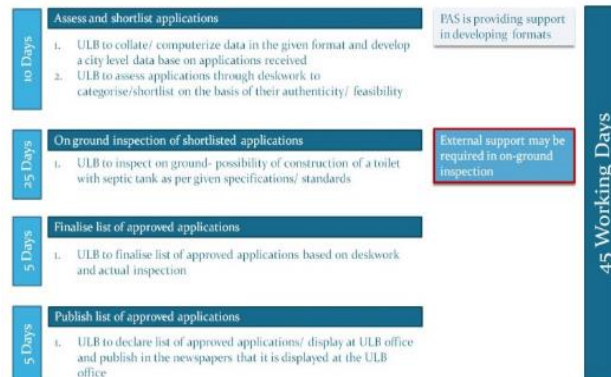 10 Days
Assess and shortlist applications
1. ULB to collate/ computerize data in the given format and develop
a city level data base on applications received
2. ULB to assess applications through deskwork to
categorise/shortlist on the basis of their authenticity/ feasibility
PAS is providing support
in developing formats
25 Days
On ground inspection of shortlisted applications
1. ULB to inspect on ground- possibility of construction of a toilet
with septic tank as per given specifications/ standards
External support may be
required in on-ground
inspection
5 Days
Finalise list of approved applications
1. ULB to finalise list of approved applications based on deskwork
and actual inspection
5 Days
Publish list of approved applications
1. ULB to declare list of approved applications/ display at ULB office
and publish in the newspapers that it is displayed at the ULB
office
45 Working Days